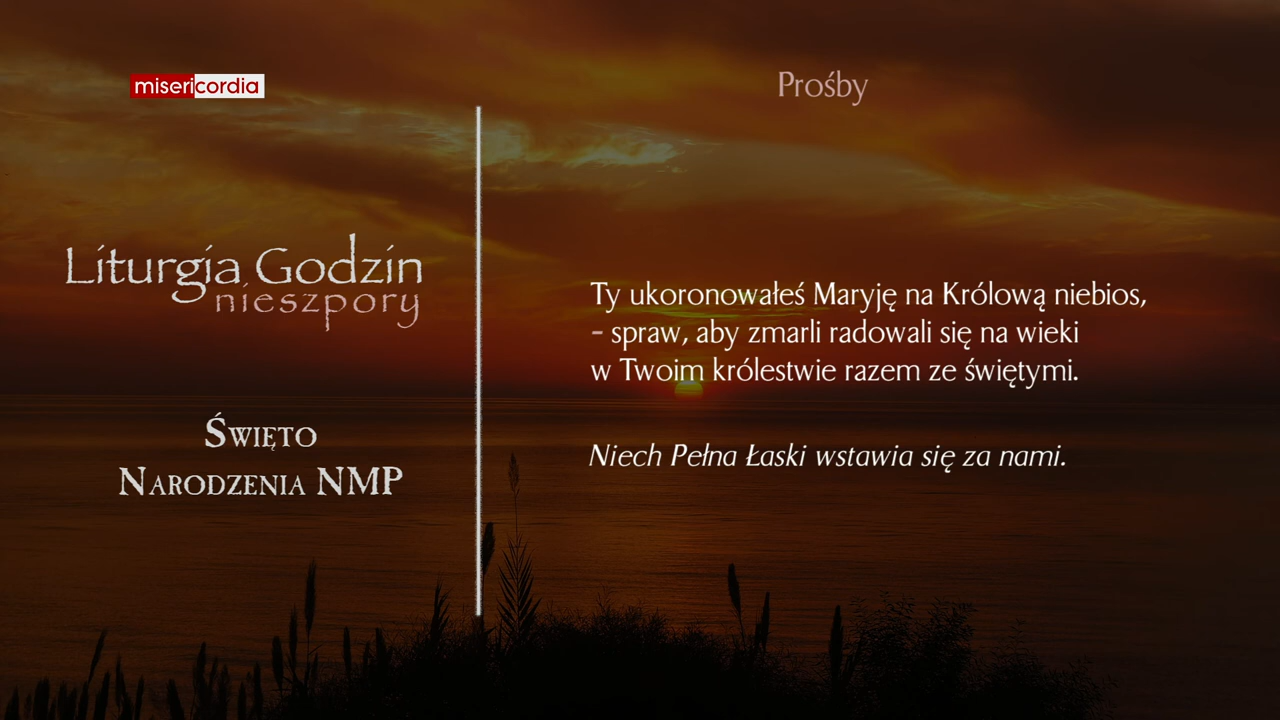 misericordia
Prośby
Liturgia Godzin
nieszpory
Święto
Narodzenia NMP
Ty ukoronowałeś Maryję na Królową niebios,
- spraw, aby zmarli radowali się na wieki
w Twoim królestwie razem ze świętymi.
Niech Pełna Łaski wstawia się za nami.